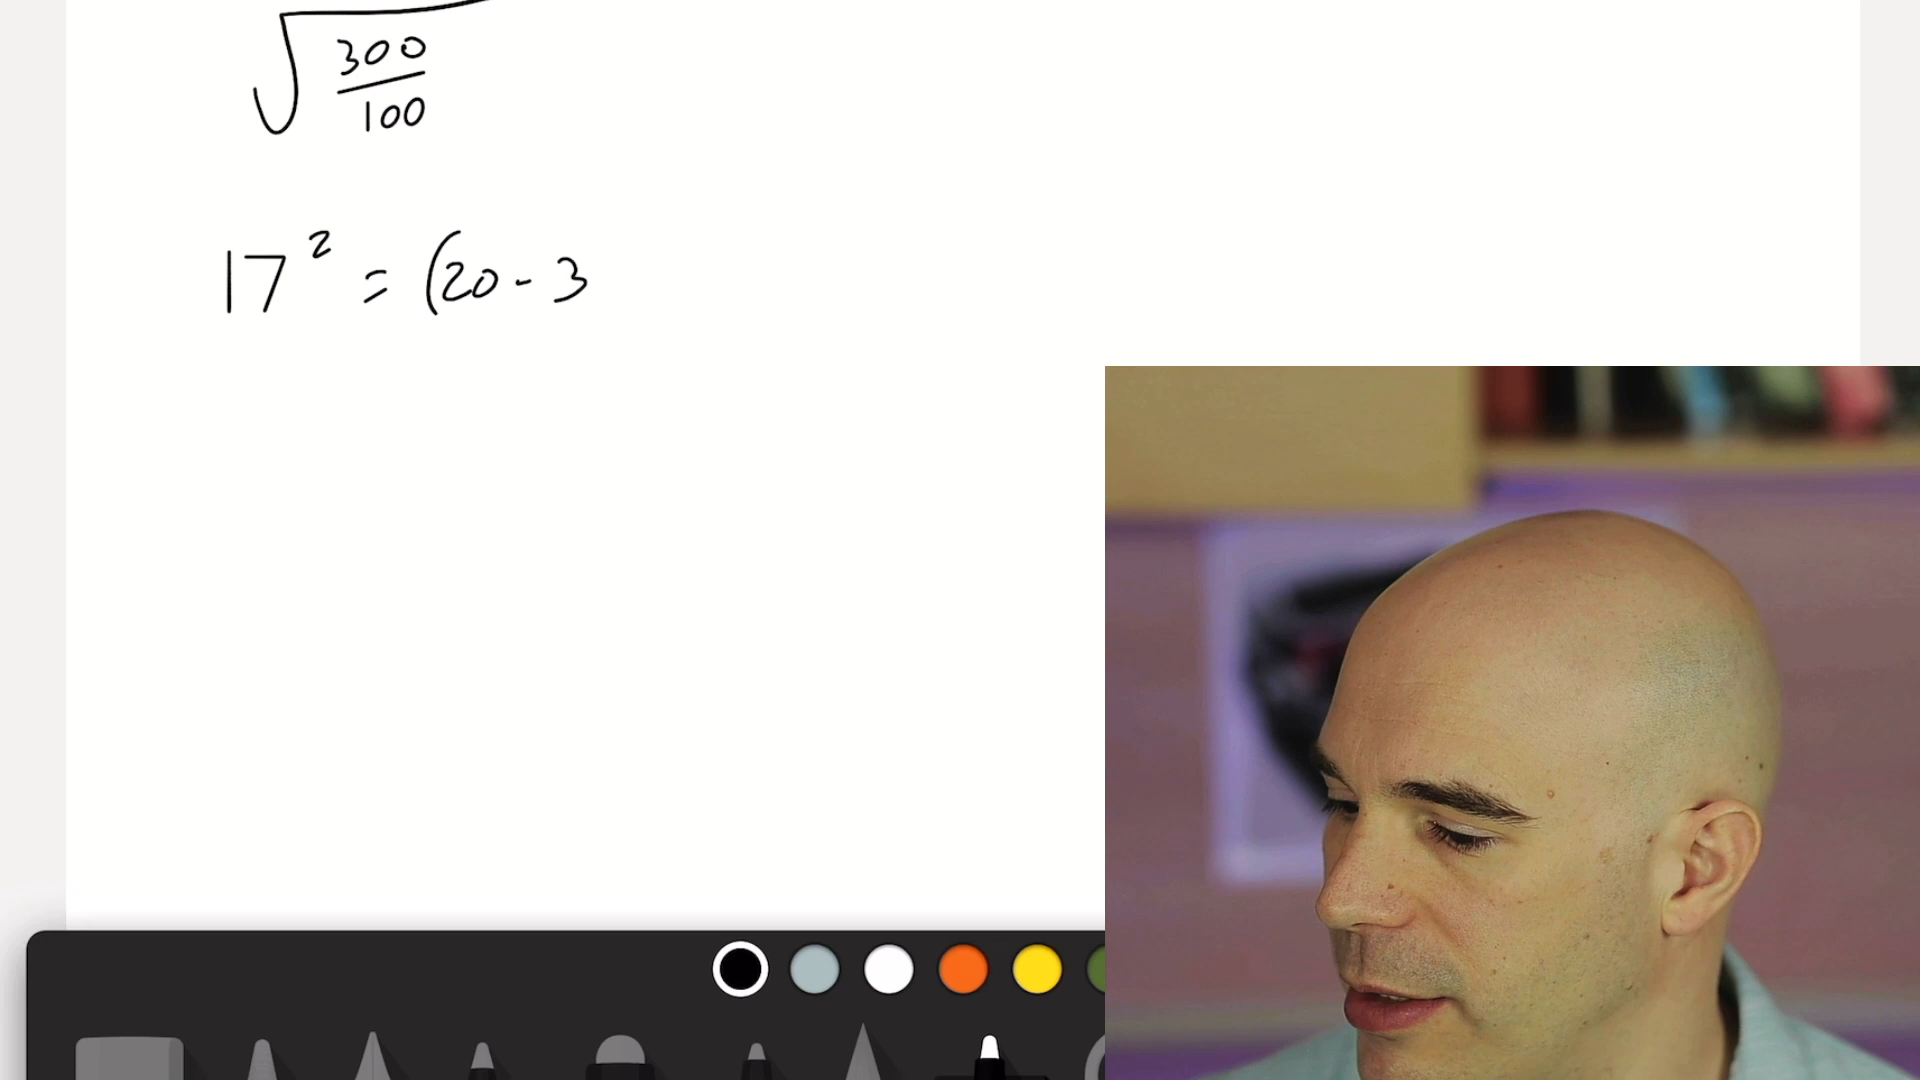 √300/100
17² = (20 - 3